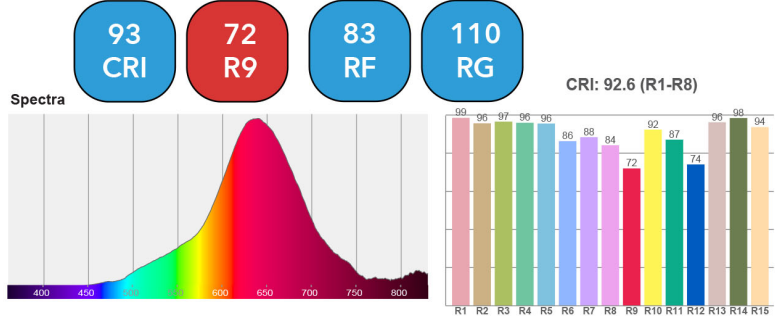 93
CRI
72
R9
83
RF
110
RG
Spectra
400 450 500 550 600 650 700 750 800
CRI: 92.6 (R1-R8)
99 96 97 96 96 86 88 84 72 92 87 74 96 98 94
R1 R2 R3 R4 R5 R6 R7 R8 R9 R10 R11 R12 R13 R14 R15